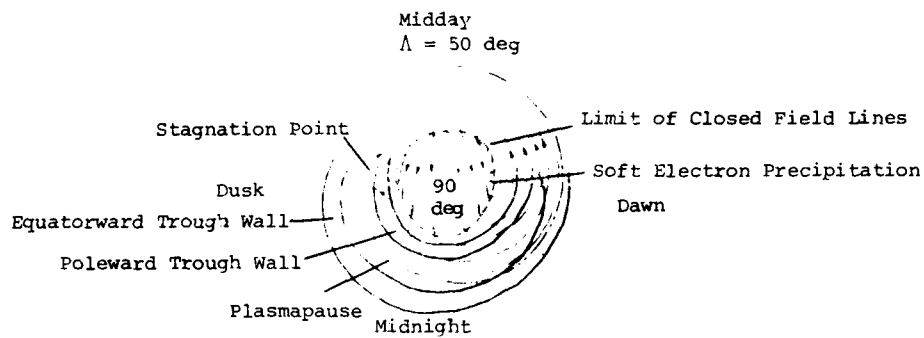 Midday
Λ = 50 deg
Limit of Closed Field Lines
Stagnation Point
Soft Electron Precipitation
90
deg
Dusk
Dawn
Equatorward Trough Wall
Poleward Trough Wall
Plasmapause
Midnight